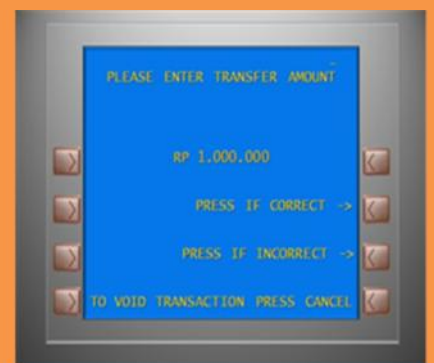 PLEASE ENTER TRANSFER AMOUNT
RP 1.000.000
PRESS IF CORRECT ->
PRESS IF INCORRECT ->
TO VOID TRANSACTION PRESS CANCEL